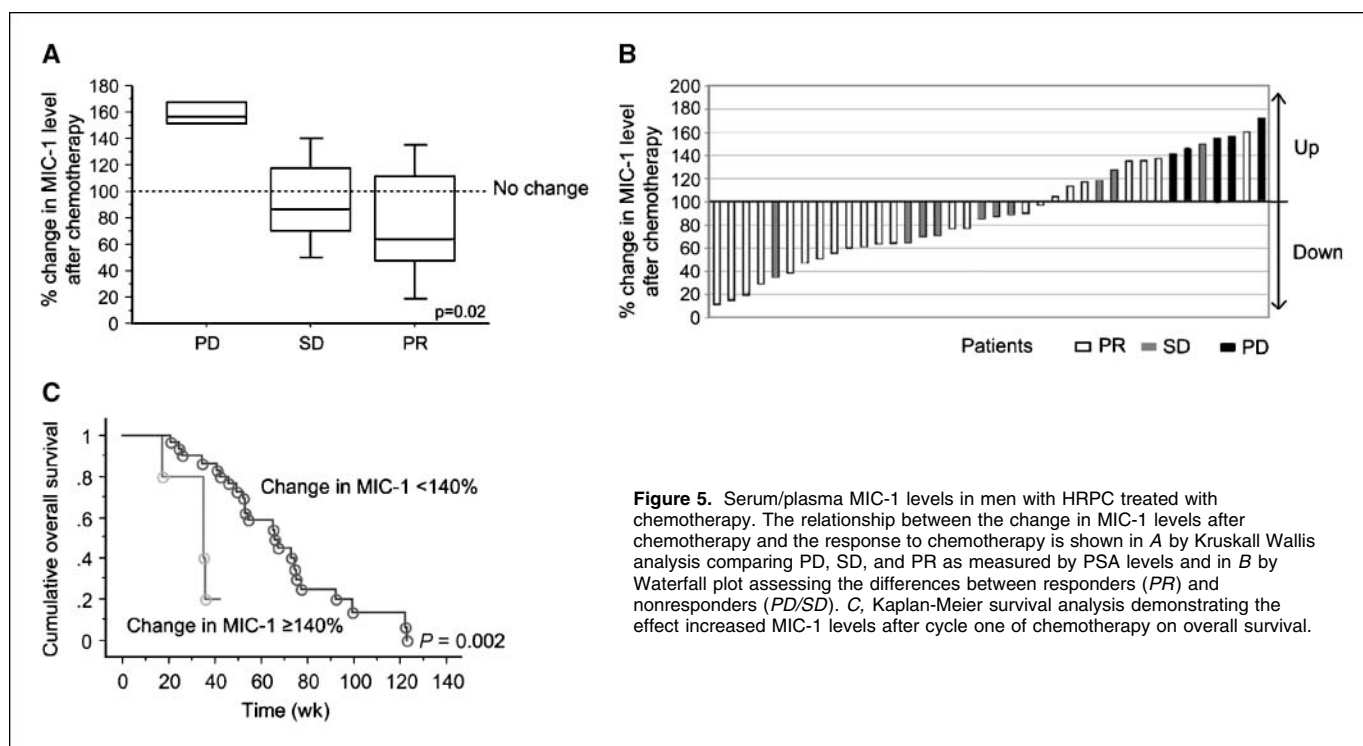 A
% change in MIC-1 level
after chemotherapy
180
160
140
120
100
80
60
40
20
0
No change
p=0.02
PD
SD
PR
B
% change in MIC-1 level
after chemotherapy
200
180
160
140
120
100
80
60
40
20
0
Up
Down
Patients PR SD PD
C
Cumulative overall survival
1
.8
.6
.4
.2
0
Change in MIC-1 <140%
Change in MIC-1 ≥140%
P = 0.002
0 20 40 60 80 100 120 140
Time (wk)
Figure 5. Serum/plasma MIC-1 levels in men with HRPC treated with
chemotherapy. The relationship between the change in MIC-1 levels after
chemotherapy and the response to chemotherapy is shown in A by Kruskall Wallis
analysis comparing PD, SD, and PR as measured by PSA levels and in B by
Waterfall plot assessing the differences between responders (PR) and
nonresponders (PD/SD). C, Kaplan-Meier survival analysis demonstrating the
effect increased MIC-1 levels after cycle one of chemotherapy on overall survival.